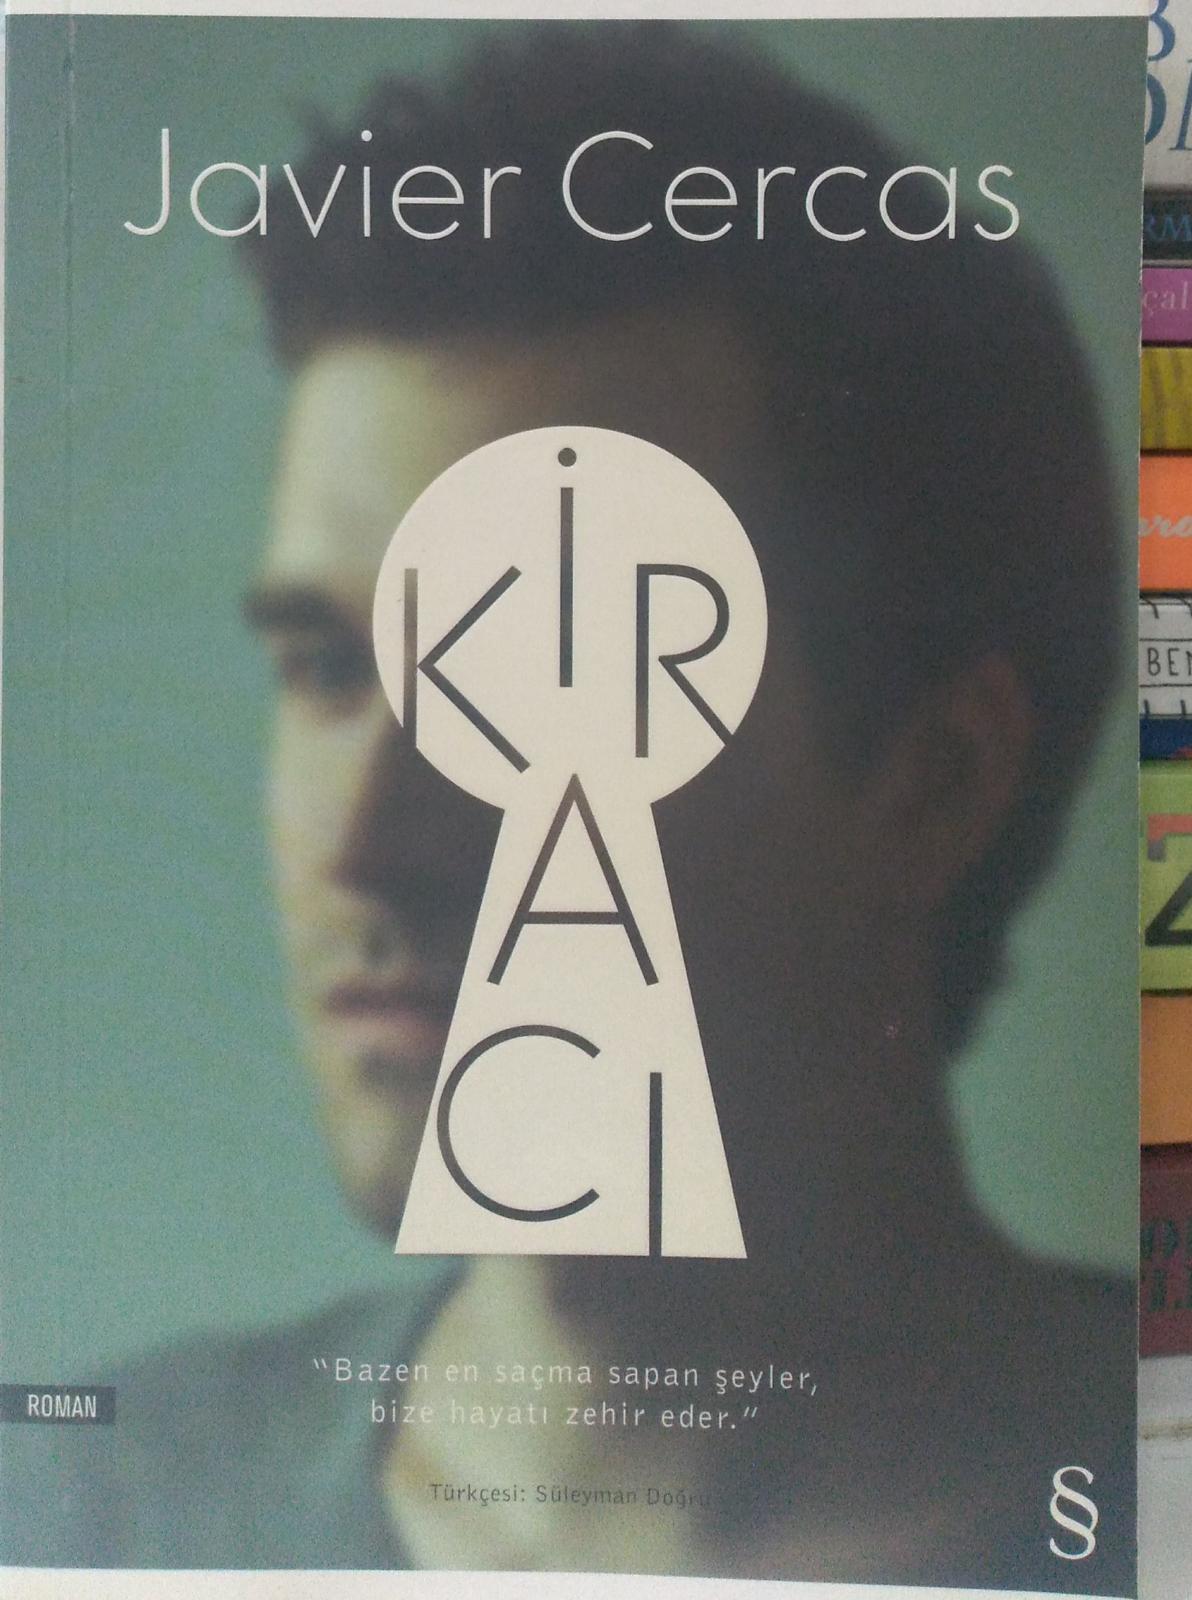 Javier Cercas
KİRACI
"Bazen en saçma sapan şeyler,
bize hayatı zehir eder."
ROMAN
Türkçesi: Süleyman Doğru
BEN